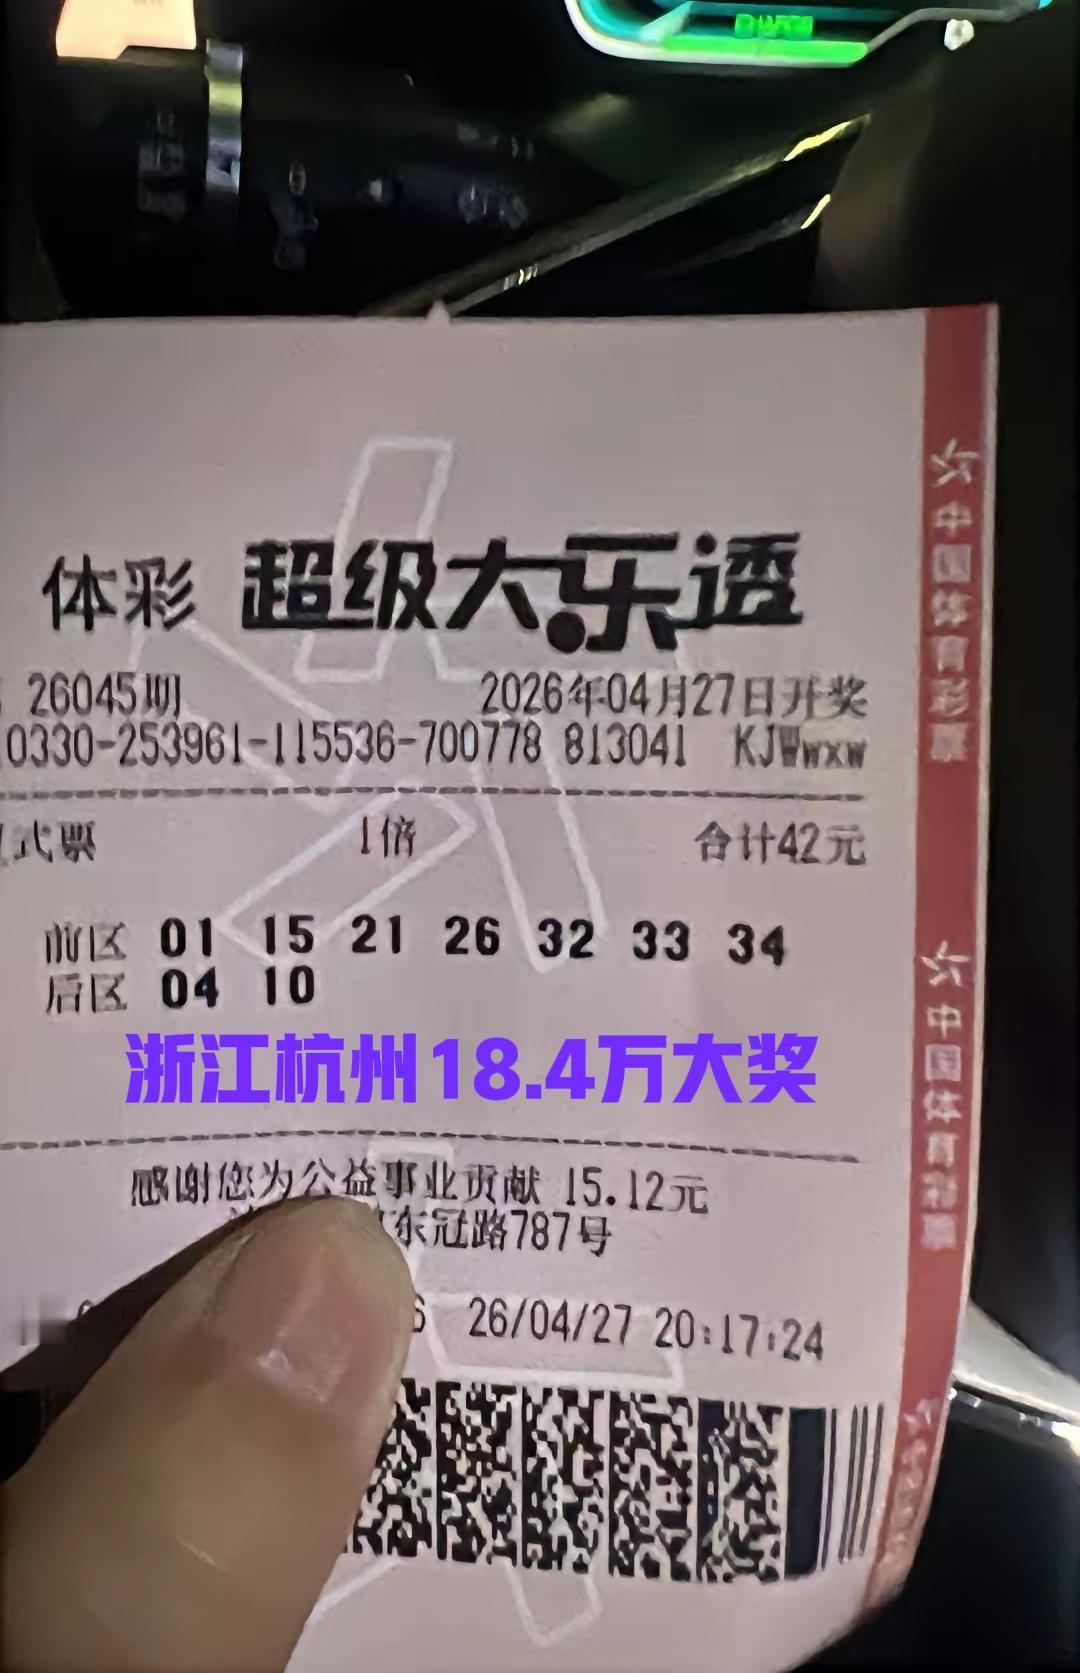 体彩 超级大乐透
26045期 2026年04月27日开奖
0330-253961-115536-700778 813041 KJWwxw
式票 1倍 合计42元
前区 01 15 21 26 32 33 34
后区 04 10
浙江杭州18.4万大奖
感谢您为公益事业贡献 15.12元
东冠路787号
6 26/04/27 20:17:24
中国体育彩票
中国体育彩票